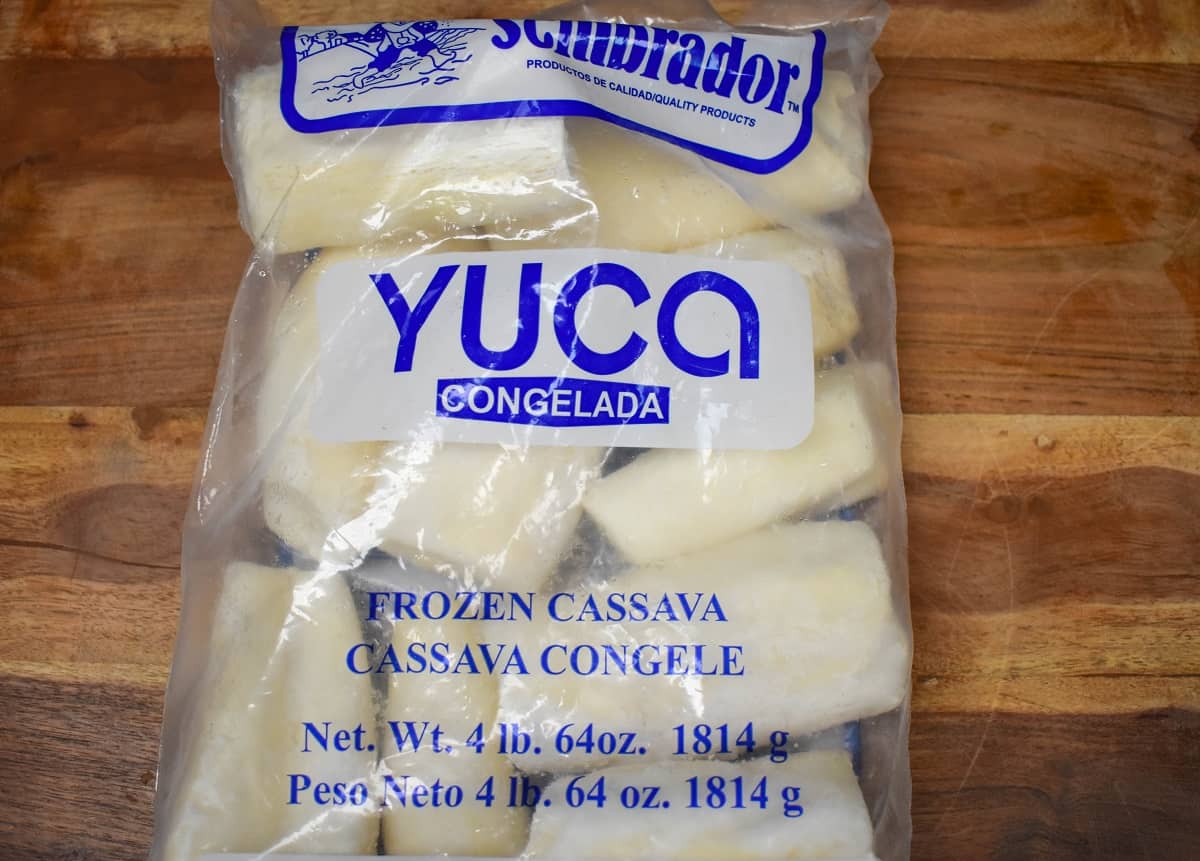 Sembrador™
PRODUCTOS DE CALIDAD/QUALITY PRODUCTS
YUCa
CONGELADA
FROZEN CASSAVA
CASSAVA CONGELE
Net. Wt. 4 lb. 64oz. 1814 g
Peso Neto 4 lb. 64 oz. 1814 g